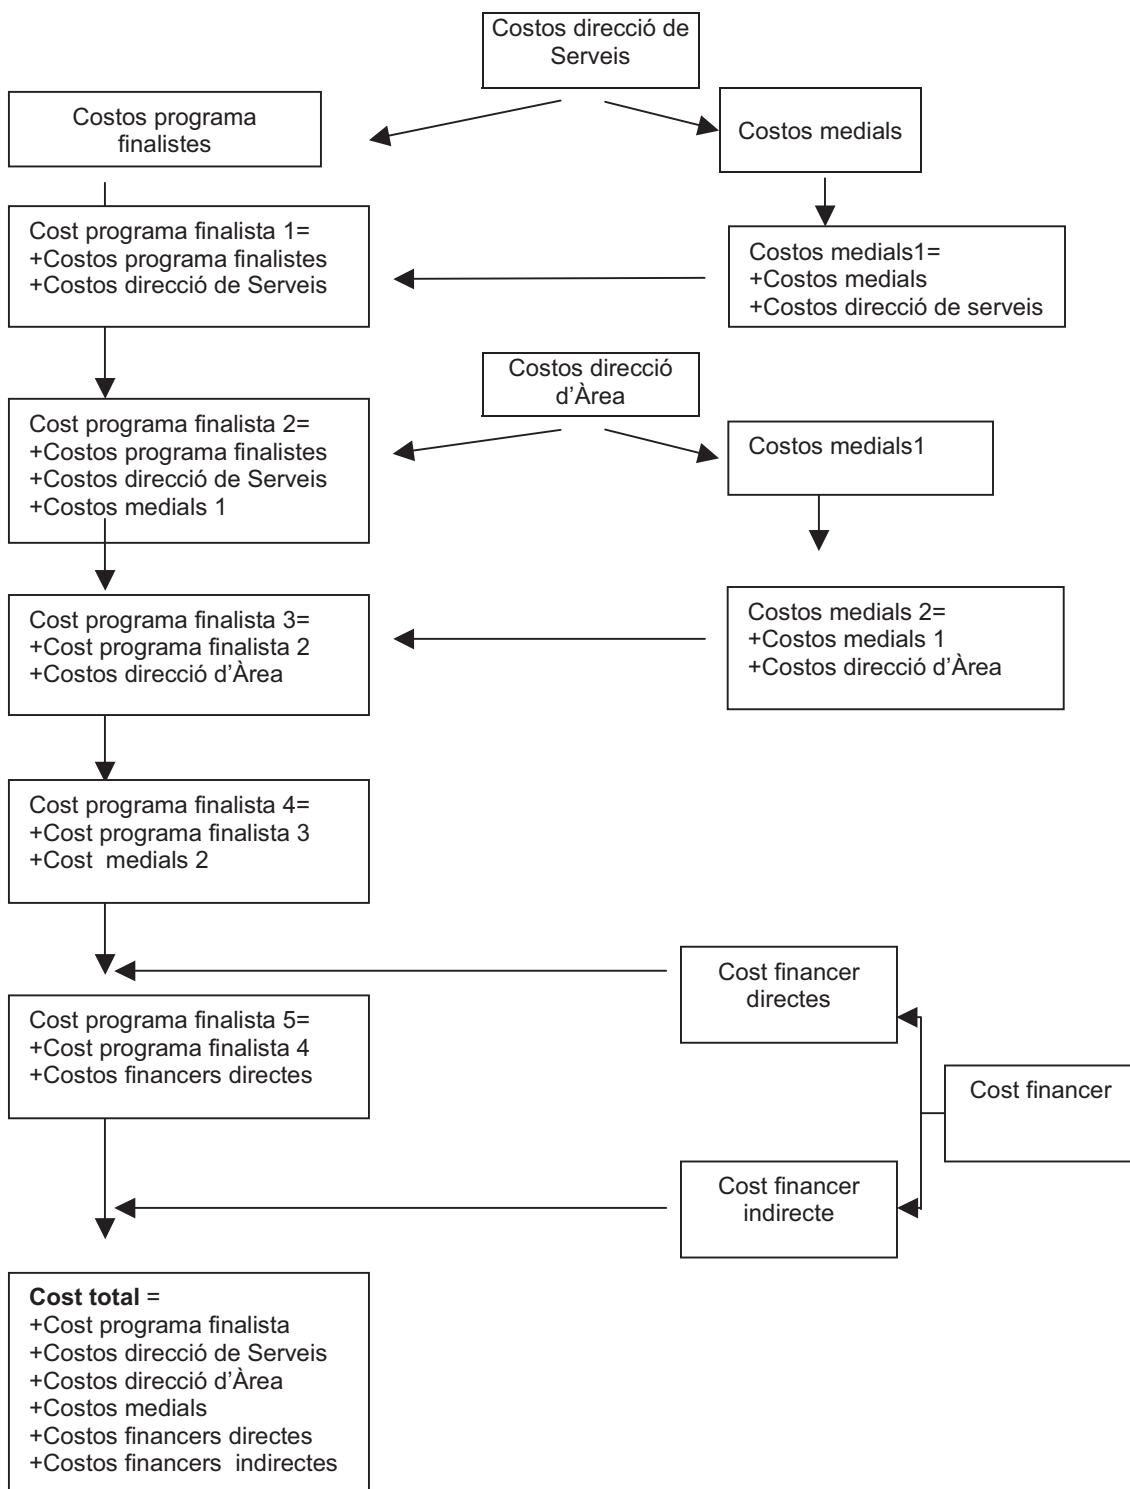 Costos direcció de
Serveis
Costos programa
finalistes
Costos medials
Cost programa finalista 1=
+Costos programa finalistes
+Costos direcció de Serveis
Costos medials1=
+Costos medials
+Costos direcció de serveis
Costos direcció
d'Àrea
Cost programa finalista 2=
+Costos programa finalistes
+Costos direcció de Serveis
+Costos medials 1
Costos medials1
Cost programa finalista 3=
+Cost programa finalista 2
+Costos direcció d'Àrea
Costos medials 2=
+Costos medials 1
+Costos direcció d'Àrea
Cost programa finalista 4=
+Cost programa finalista 3
+Cost  medials 2
Cost financer
directes
Cost programa finalista 5=
+Cost programa finalista 4
+Costos financers directes
Cost financer
Cost financer
indirecte
Cost total =
+Cost programa finalista
+Costos direcció de Serveis
+Costos direcció d'Àrea
+Costos medials
+Costos financers directes
+Costos financers  indirectes